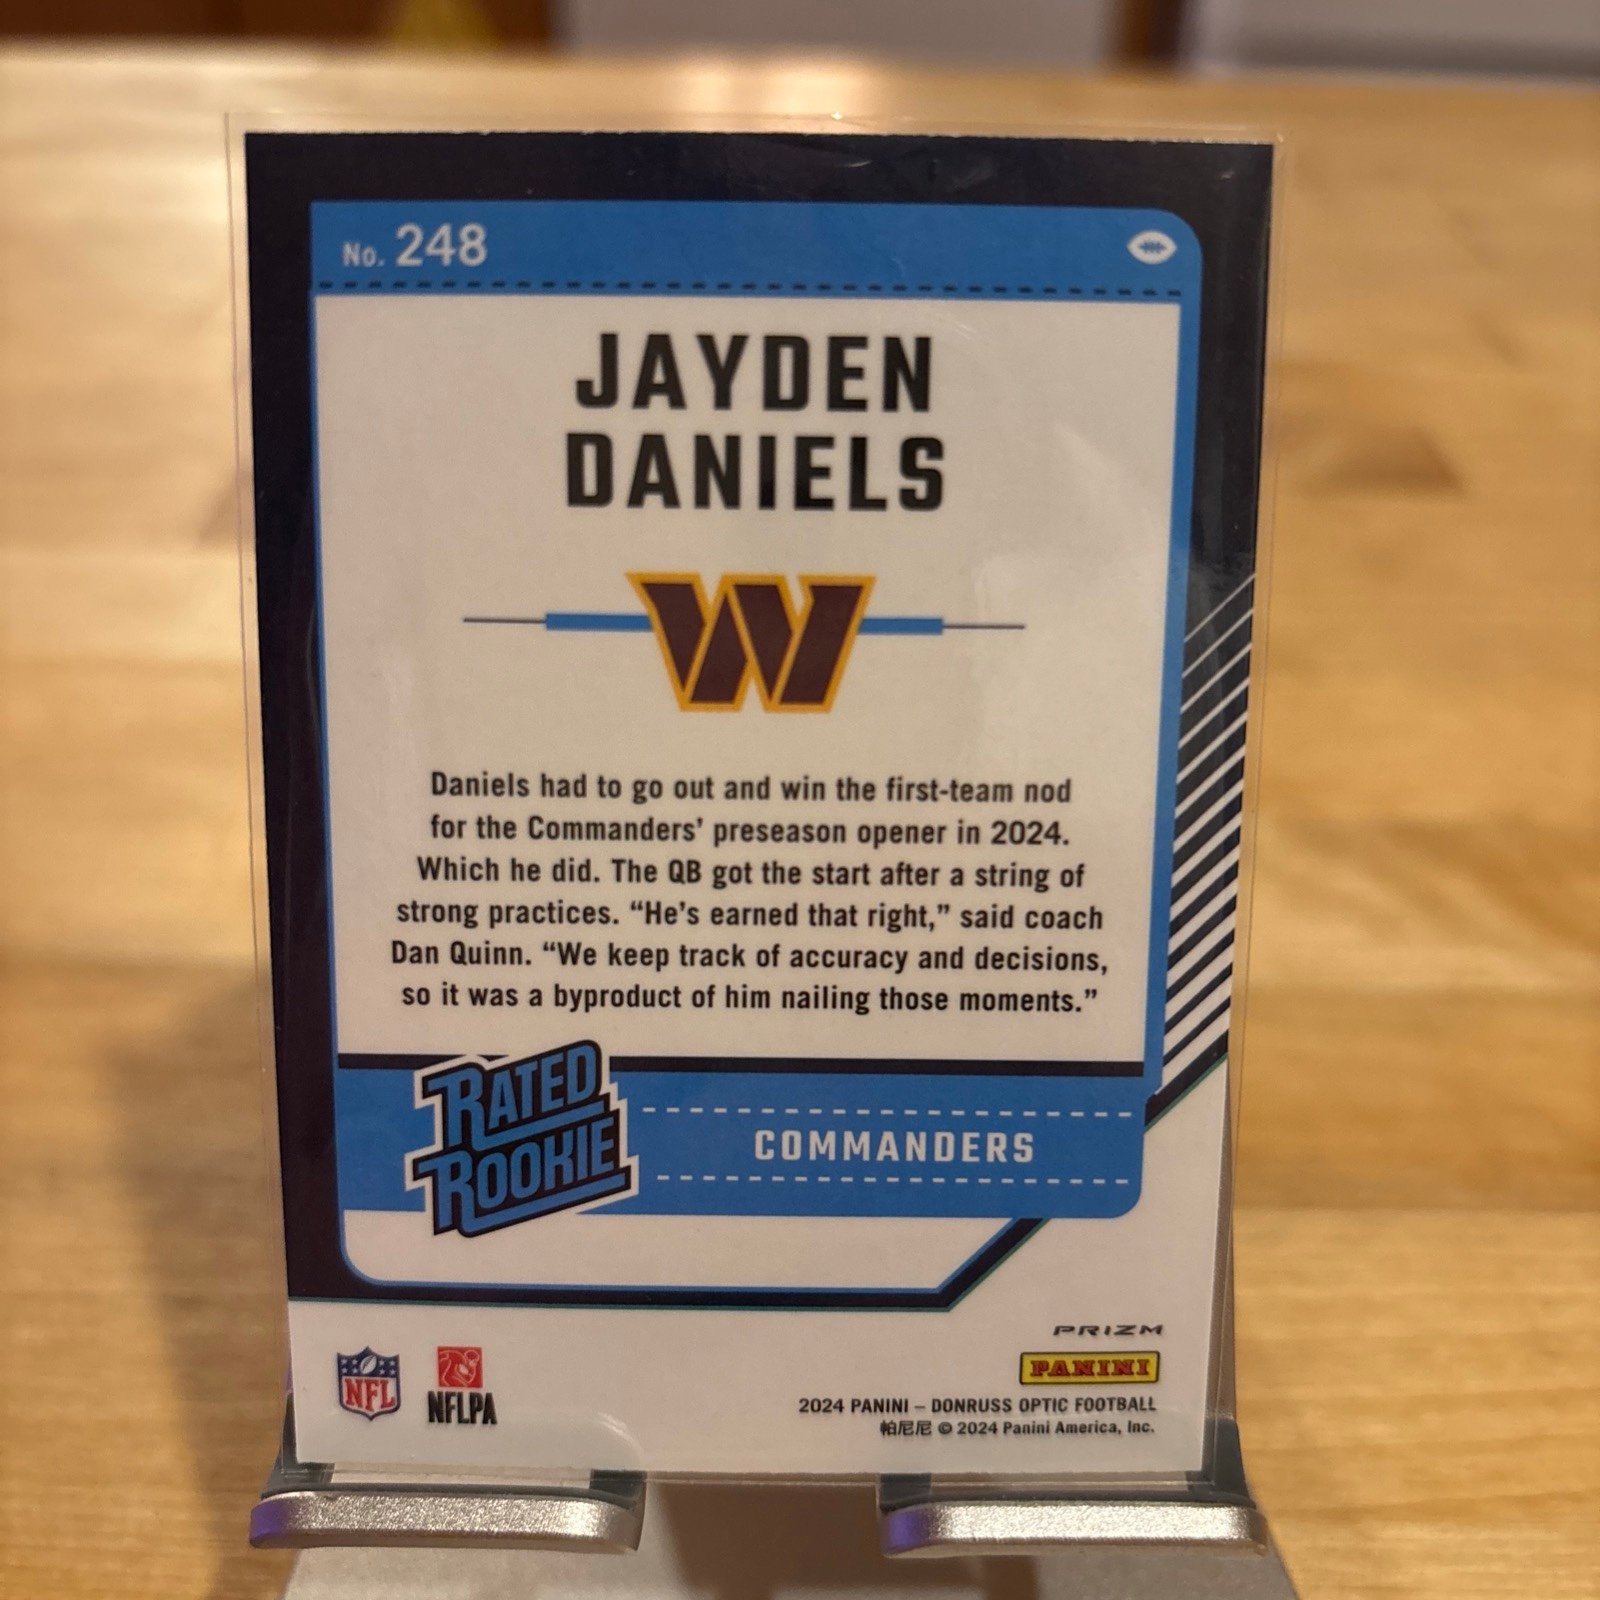 No. 248
JAYDEN
DANIELS
W
Daniels had to go out and win the first-team nod
for the Commanders’ preseason opener in 2024.
Which he did. The QB got the start after a string of
strong practices. “He’s earned that right,” said coach
Dan Quinn. “We keep track of accuracy and decisions,
so it was a byproduct of him nailing those moments.”
RATED
ROOKIE
COMMANDERS
PRIZM
NFL
NFLPA
PANINI
2024 PANINI – DONRUSS OPTIC FOOTBALL
帕尼尼 © 2024 Panini America, Inc.